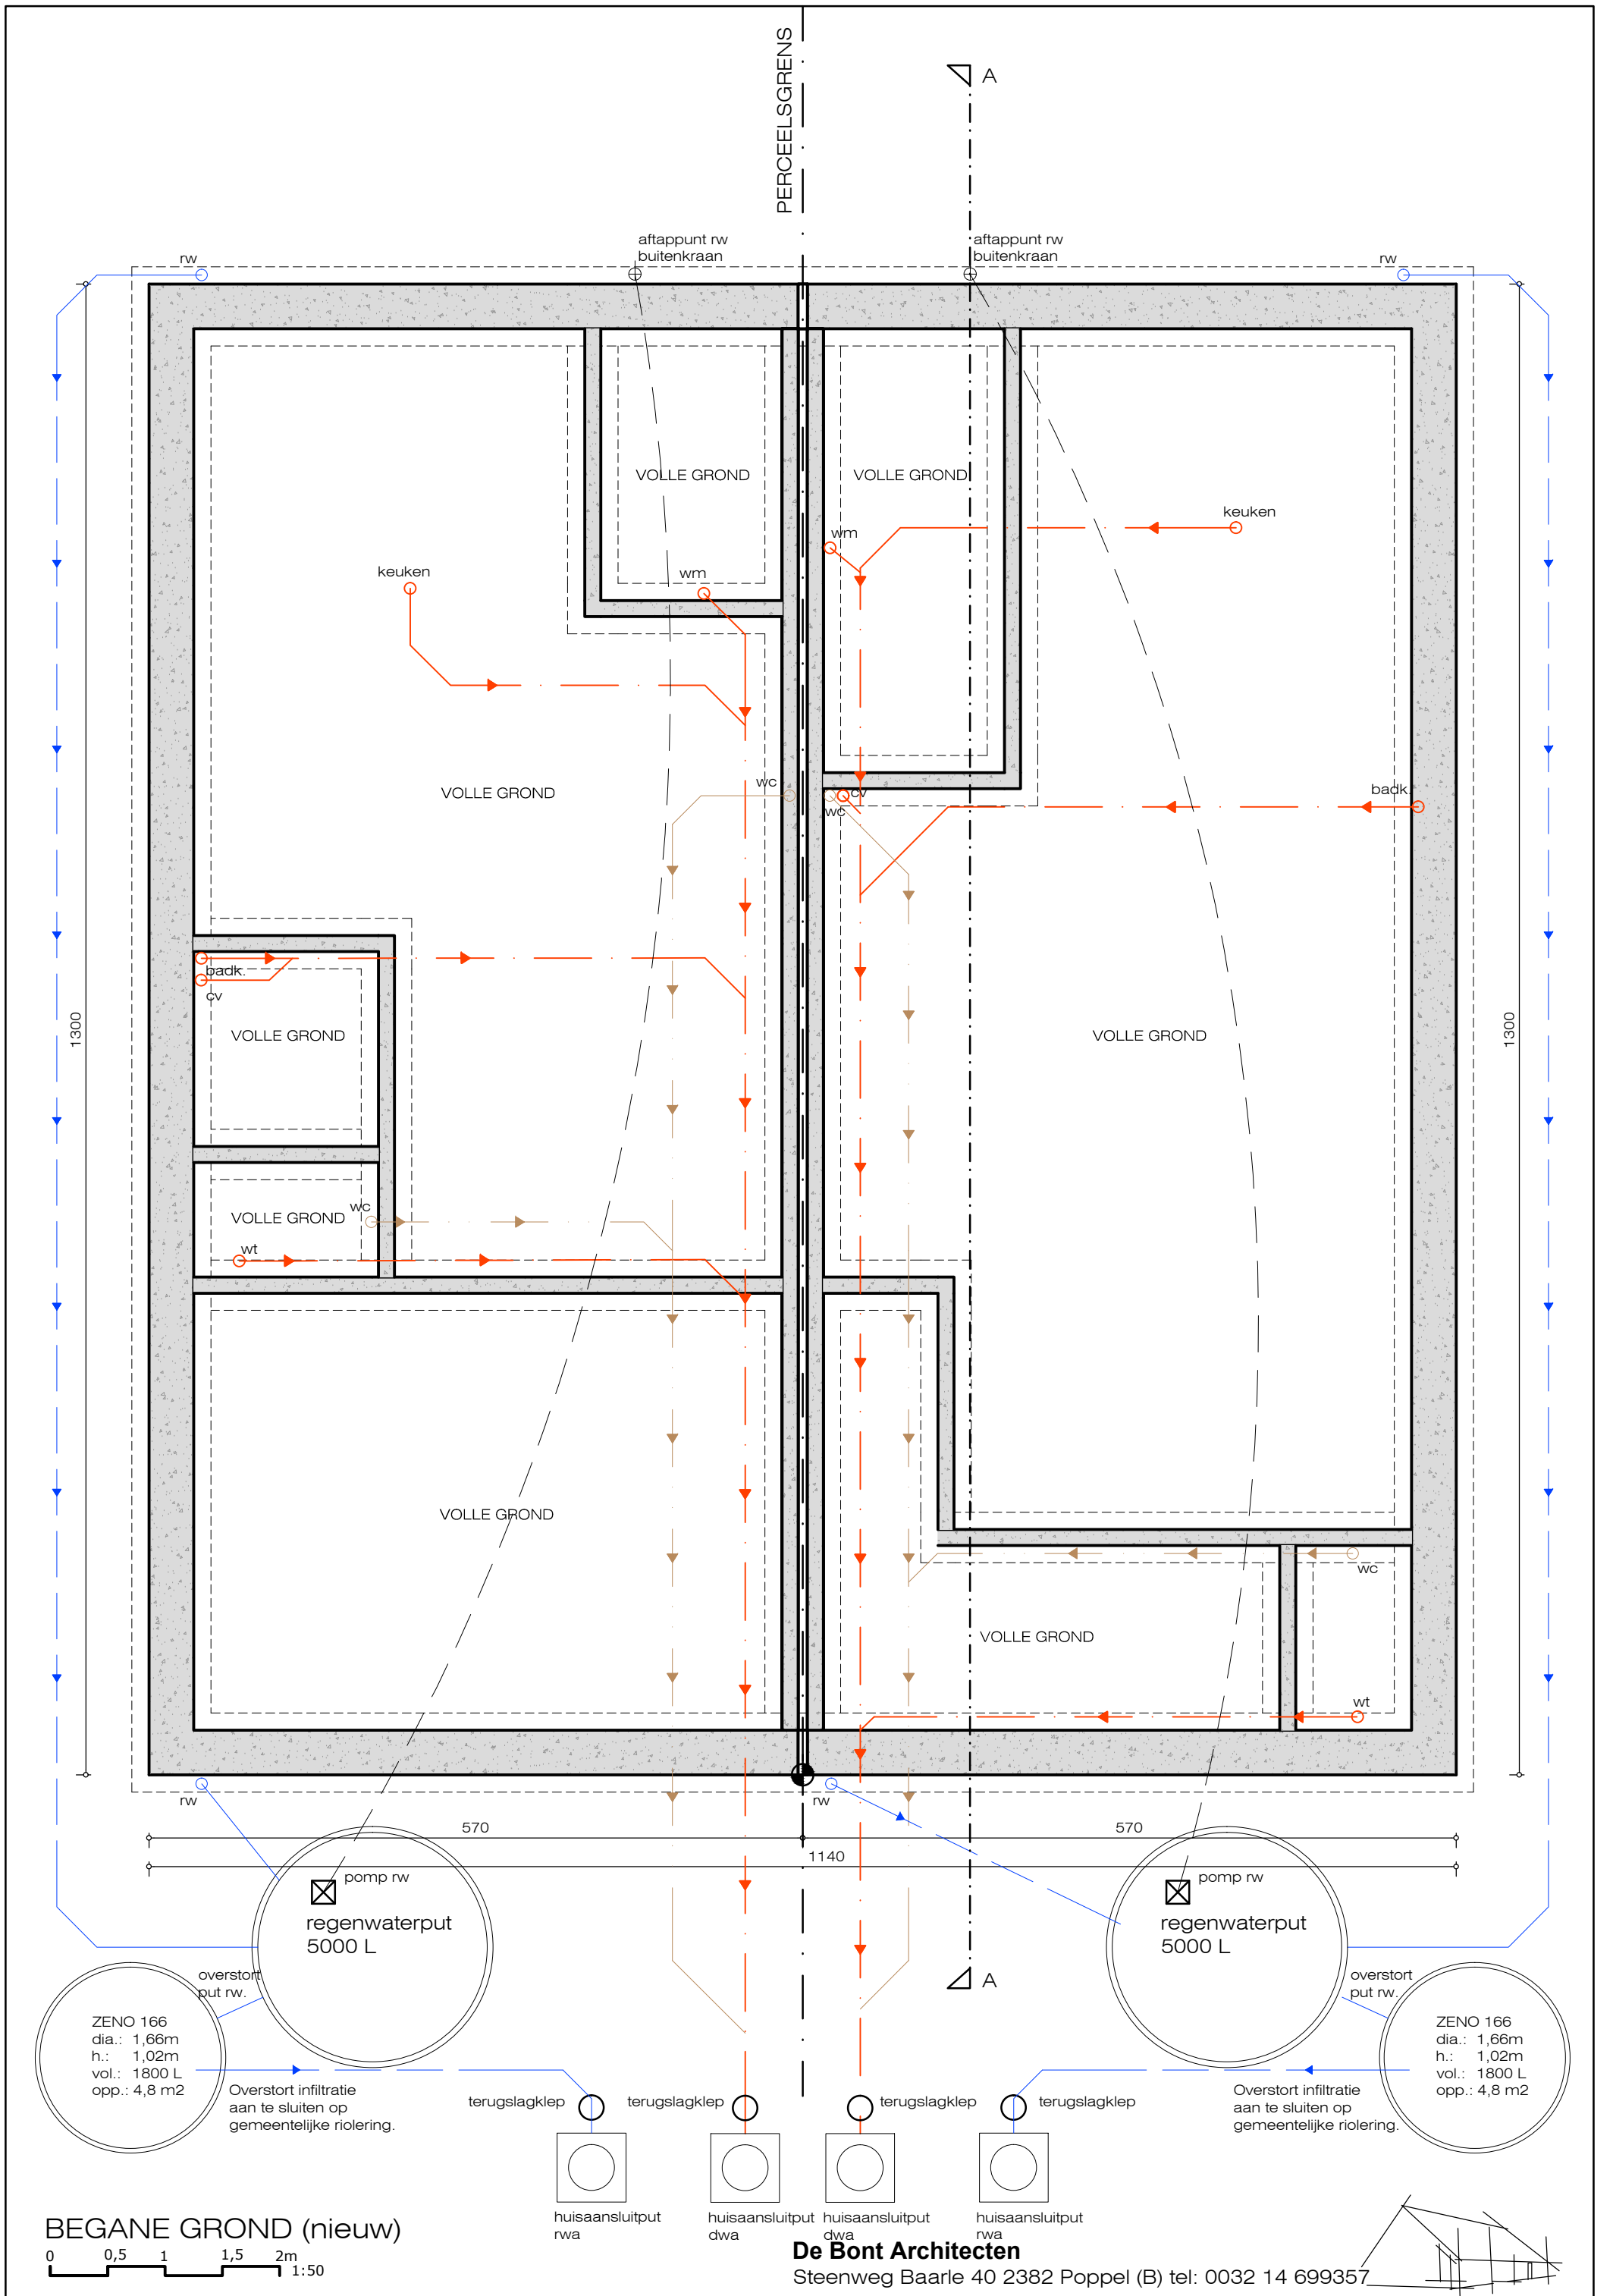 PERCEELSGRENS
A
aftappunt rw
buitenkraan
aftappunt rw
buitenkraan
rw
rw
VOLLE GROND
VOLLE GROND
keuken
wm
keuken
wm
VOLLE GROND
wc
cv
wc
badk.
badk.
cv
VOLLE GROND
VOLLE GROND
1300
1300
VOLLE GROND
wc
wt
VOLLE GROND
wc
VOLLE GROND
wt
rw
rw
570
570
1140
pomp rw
regenwaterput
5000 L
pomp rw
regenwaterput
5000 L
A
overstort
put rw.
overstort
put rw.
ZENO 166
dia.: 1,66m
h.: 1,02m
vol.: 1800 L
opp.: 4,8 m2
ZENO 166
dia.: 1,66m
h.: 1,02m
vol.: 1800 L
opp.: 4,8 m2
Overstort infiltratie
aan te sluiten op
gemeentelijke riolering.
Overstort infiltratie
aan te sluiten op
gemeentelijke riolering.
terugslagklep
terugslagklep
terugslagklep
terugslagklep
huisaansluitput
rwa
huisaansluitput
dwa
huisaansluitput
dwa
huisaansluitput
rwa
BEGANE GROND (nieuw)
0 0,5 1 1,5 2m
1:50
De Bont Architecten
Steenweg Baarle 40 2382 Poppel (B) tel: 0032 14 699357